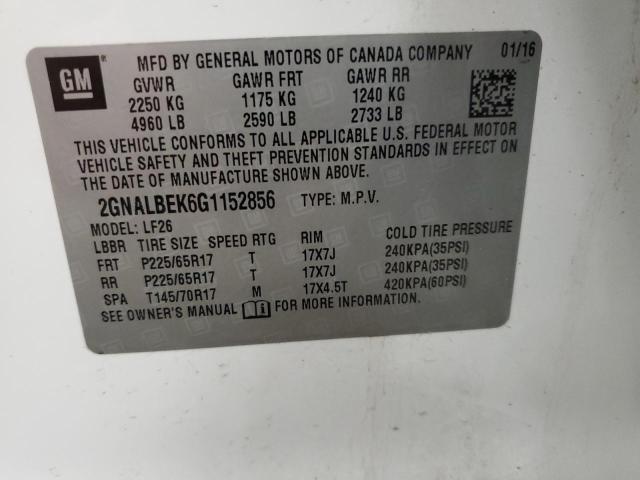 GM
MFD BY GENERAL MOTORS OF CANADA COMPANY 01/16
GVWR GAWR FRT GAWR RR
2250 KG 1175 KG 1240 KG
4960 LB 2590 LB 2733 LB
THIS VEHICLE CONFORMS TO ALL APPLICABLE U.S. FEDERAL MOTOR
VEHICLE SAFETY AND THEFT PREVENTION STANDARDS IN EFFECT ON
THE DATE OF MANUFACTURE SHOWN ABOVE.
2GNALBEK6G1152856 TYPE: M.P.V.
MODEL: LF26
LBBR TIRE SIZE SPEED RTG RIM COLD TIRE PRESSURE
FRT P225/65R17 T 17X7J 240KPA(35PSI)
RR P225/65R17 T 17X7J 240KPA(35PSI)
SPA T145/70R17 M 17X4.5T 420KPA(60PSI)
SEE OWNER'S MANUAL FOR MORE INFORMATION.